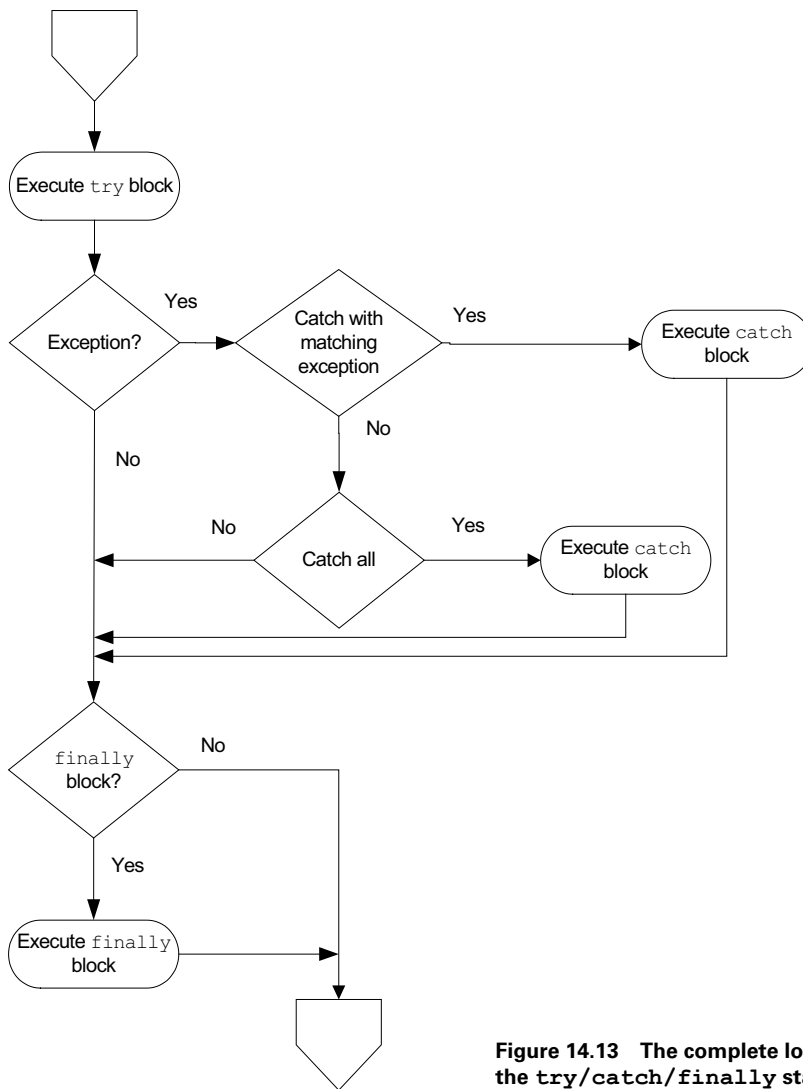 Execute try block
Exception?
Yes
Catch with
matching
exception
Yes
Execute catch
block
No
No
Catch all
No
Yes
Execute catch
block
finally
block?
No
Yes
Execute finally
block
Figure 14.13 The complete lo
the try/catch/finally st